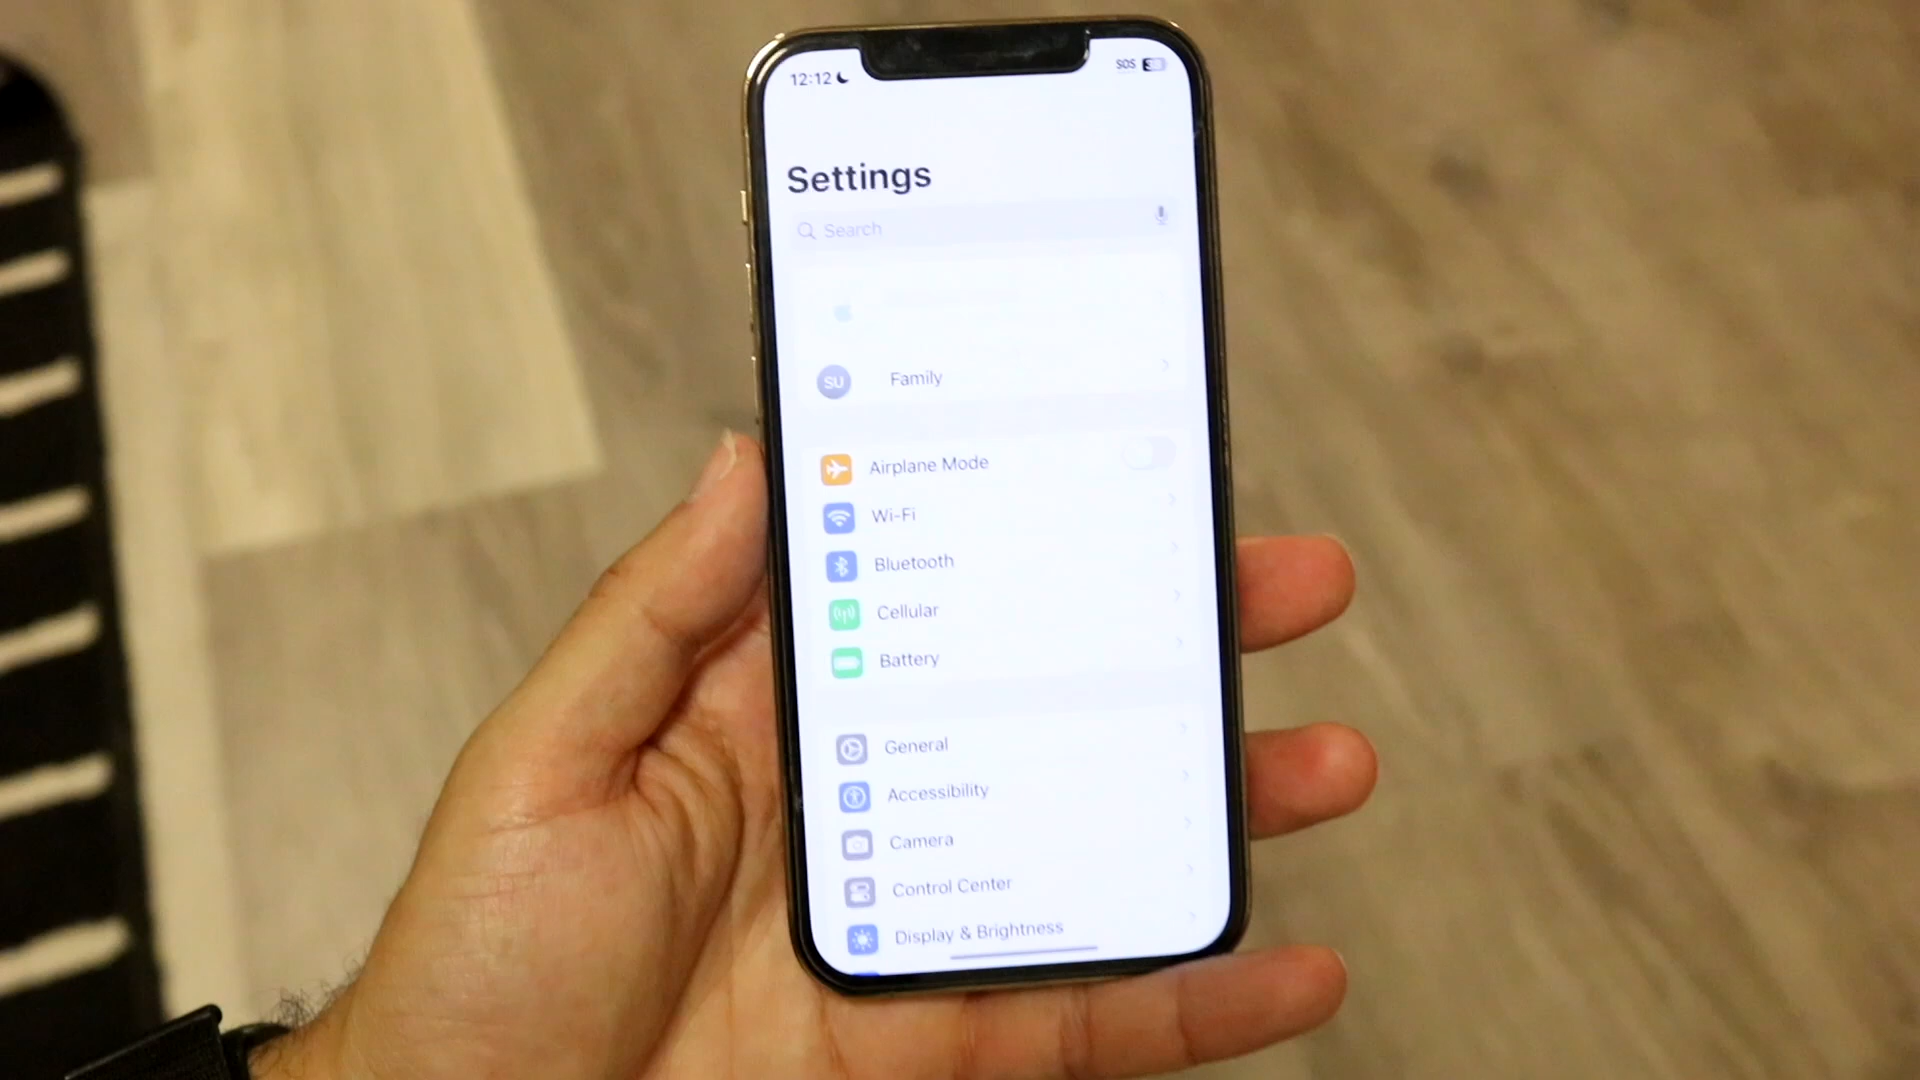 12:12
SOS
Settings
Search
SU
Family
Airplane Mode
Wi-Fi
Bluetooth
Cellular
Battery
General
Accessibility
Camera
Control Center
Display & Brightness